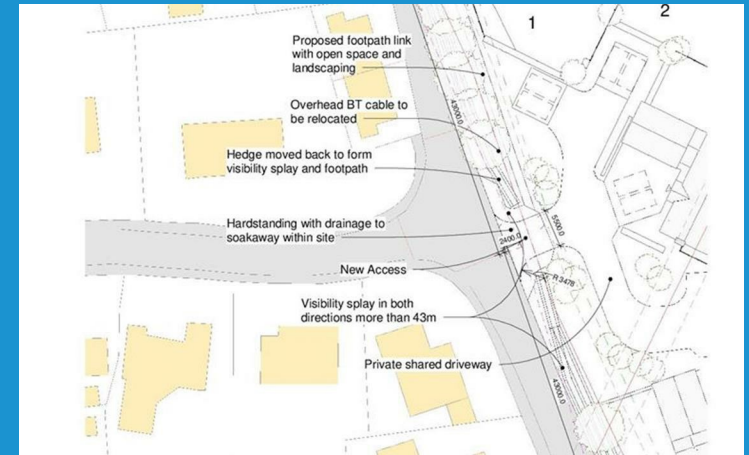 1
2
Proposed footpath link
with open space and
landscaping
43000.0
Overhead BT cable to
be relocated
Hedge moved back to form
visibility splay and footpath
Hardstanding with drainage to
soakaway within site
5500.0
2400.0
New Access
R 3478
Visibility splay in both
directions more than 43m
Private shared driveway
43000.0